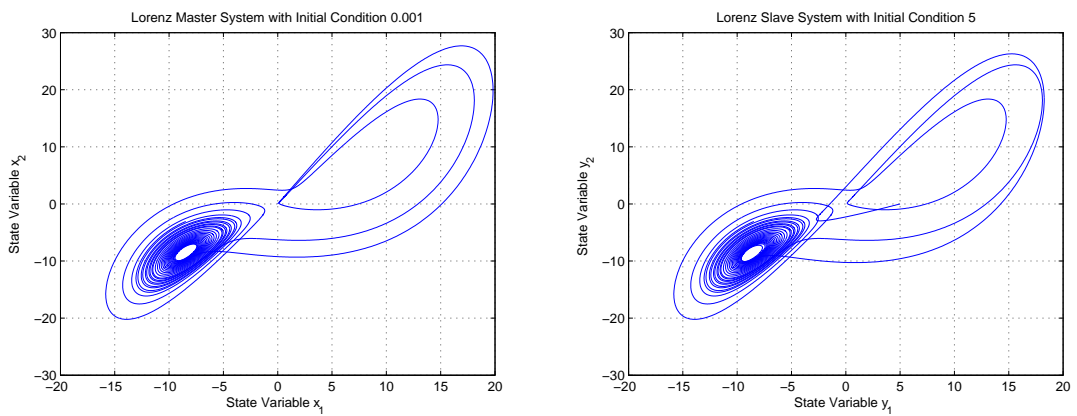 Lorenz Master System with Initial Condition 0.001
30
20
10
0
−10
−20
−30
State Variable x2
−20 −15 −10 −5 0 5 10 15 20
State Variable x1
Lorenz Slave System with Initial Condition 5
30
20
10
0
−10
−20
−30
State Variable y2
−20 −15 −10 −5 0 5 10 15 20
State Variable y1